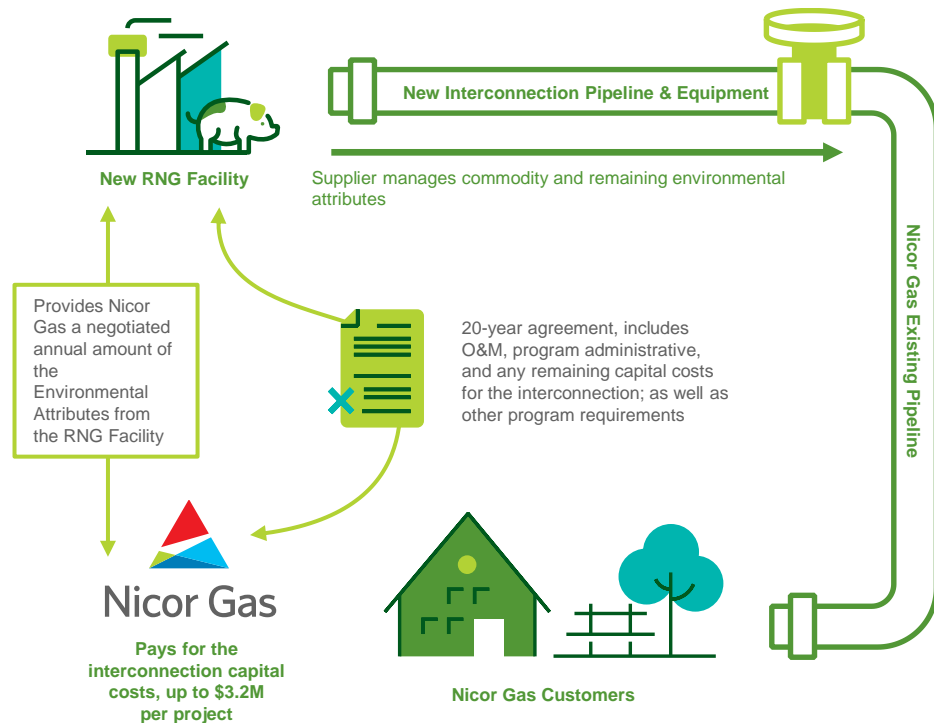 New Interconnection Pipeline & Equipment
New RNG Facility
Supplier manages commodity and remaining environmental
attributes
Nicor Gas Existing Pipeline
Provides Nicor
Gas a negotiated
annual amount of
the
Environmental
Attributes from
the RNG Facility
20-year agreement, includes
O&M, program administrative,
and any remaining capital costs
for the interconnection; as well as
other program requirements
Nicor Gas
Pays for the
interconnection capital
costs, up to $3.2M
per project
Nicor Gas Customers